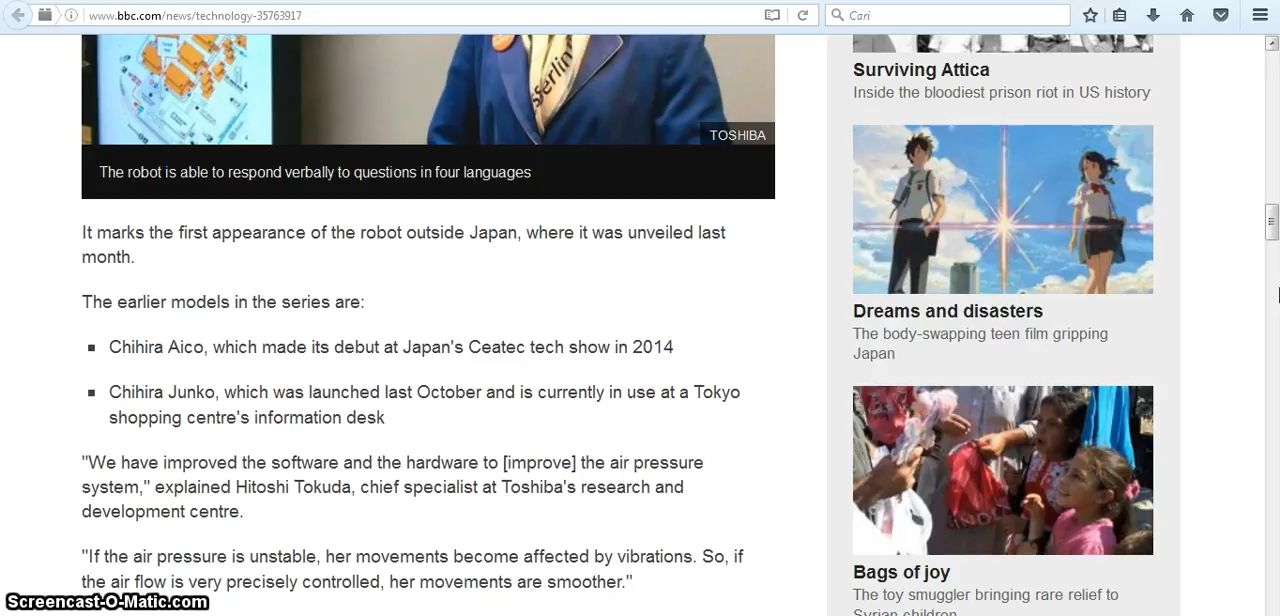 www.bbc.com/news/technology-35763917
Cari
TOSHIBA
The robot is able to respond verbally to questions in four languages
It marks the first appearance of the robot outside Japan, where it was unveiled last
month.
The earlier models in the series are:
Chihira Aico, which made its debut at Japan's Ceatec tech show in 2014
Chihira Junko, which was launched last October and is currently in use at a Tokyo
shopping centre's information desk
"We have improved the software and the hardware to [improve] the air pressure
system," explained Hitoshi Tokuda, chief specialist at Toshiba's research and
development centre.
"If the air pressure is unstable, her movements become affected by vibrations. So, if
the air flow is very precisely controlled, her movements are smoother."
Surviving Attica
Inside the bloodiest prison riot in US history
Dreams and disasters
The body-swapping teen film gripping
Japan
Bags of joy
The toy smuggler bringing rare relief to
Syrian children
Screencast-O-Matic.com